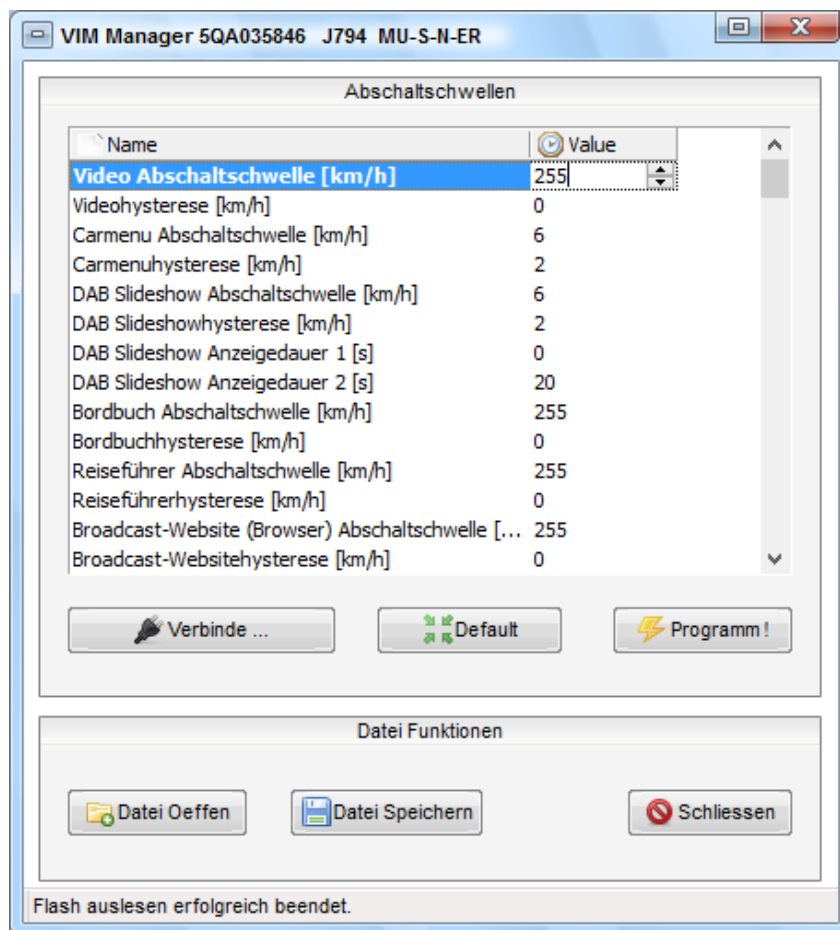 VIM Manager 5QA035846 J794 MU-S-N-ER
Abschaltschwellen
Name Value
Video Abschaltschwelle [km/h] 255
Videohysterese [km/h] 0
Carmenu Abschaltschwelle [km/h] 6
Carmenuhysterese [km/h] 2
DAB Slideshow Abschaltschwelle [km/h] 6
DAB Slideshowhysterese [km/h] 2
DAB Slideshow Anzeigedauer 1 [s] 0
DAB Slideshow Anzeigedauer 2 [s] 20
Bordbuch Abschaltschwelle [km/h] 255
Bordbuchhysterese [km/h] 0
Reiseführer Abschaltschwelle [km/h] 255
Reiseführerhysterese [km/h] 0
Broadcast-Website (Browser) Abschaltschwelle [... 255
Broadcast-Websitehysterese [km/h] 0
Verbinde ... Default Programm !
Datei Funktionen
Datei Oeffen Datei Speichern Schliessen
Flash auslesen erfolgreich beendet.